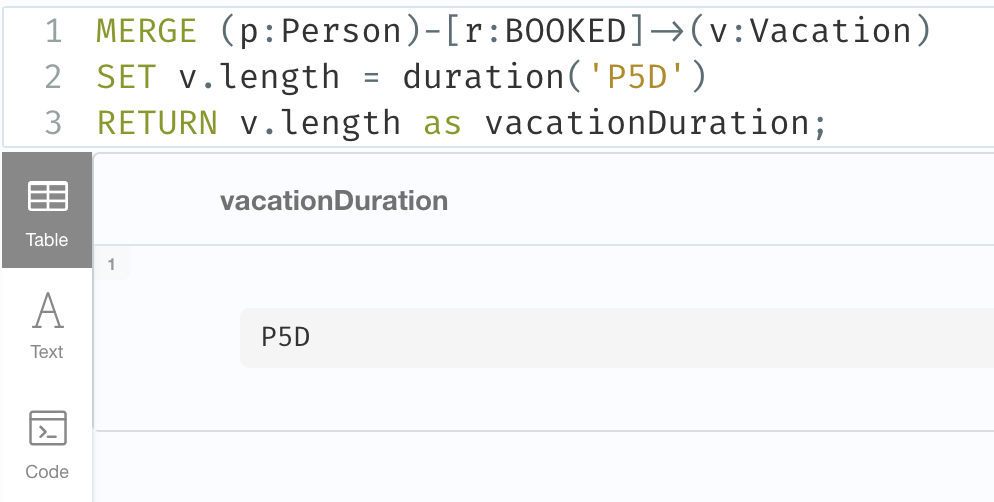 1 MERGE (p:Person)-[r:BOOKED]->(v:Vacation)
2 SET v.length = duration('P5D')
3 RETURN v.length as vacationDuration;
vacationDuration
Table
1
P5D
A
Text
Code